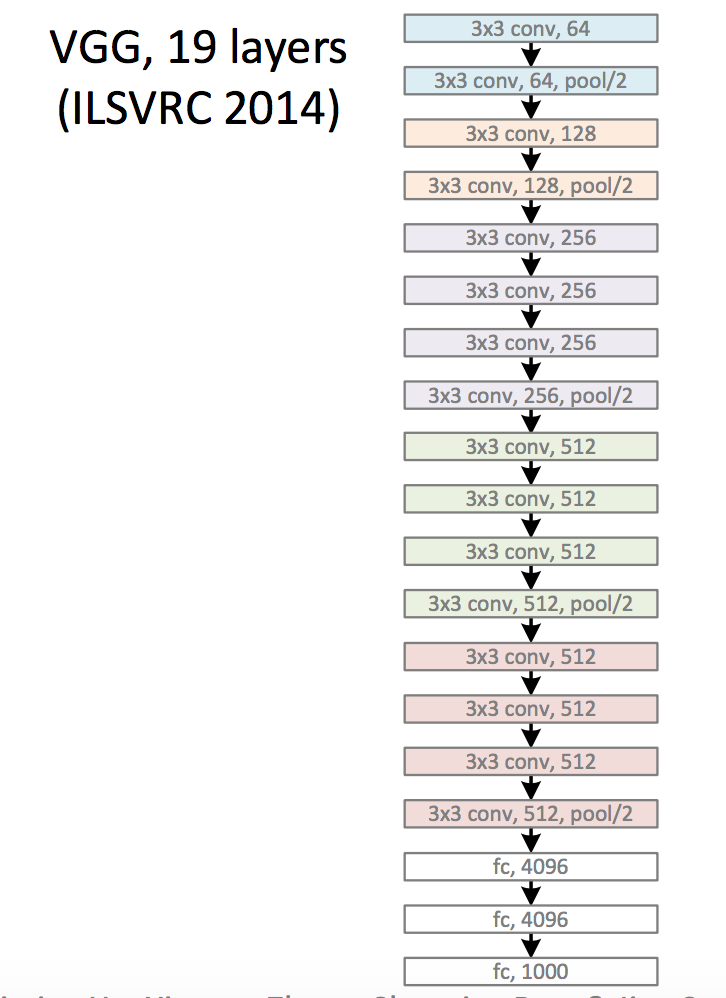 VGG, 19 layers
(ILSVRC 2014)
3x3 conv, 64
3x3 conv, 64, pool/2
3x3 conv, 128
3x3 conv, 128, pool/2
3x3 conv, 256
3x3 conv, 256
3x3 conv, 256
3x3 conv, 256, pool/2
3x3 conv, 512
3x3 conv, 512
3x3 conv, 512
3x3 conv, 512, pool/2
3x3 conv, 512
3x3 conv, 512
3x3 conv, 512
3x3 conv, 512, pool/2
fc, 4096
fc, 4096
fc, 1000